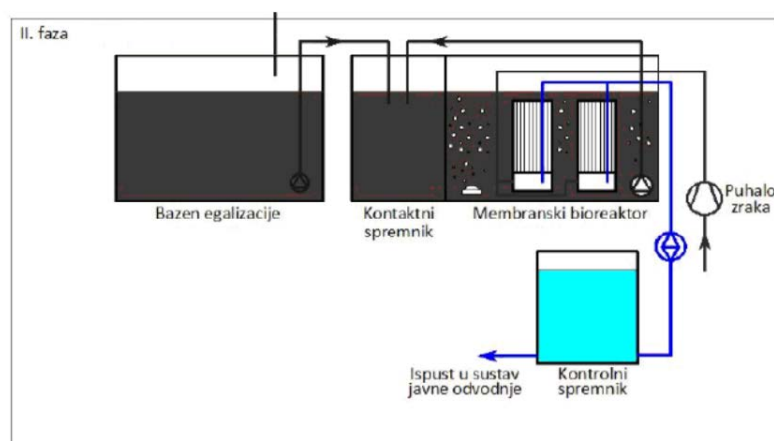 II. faza
Bazen egalizacije
Kontaktni
spremnik
Membranski bioreaktor
Puhalo
zraka
Ispust u sustav
javne odvodnje
Kontrolni
spremnik